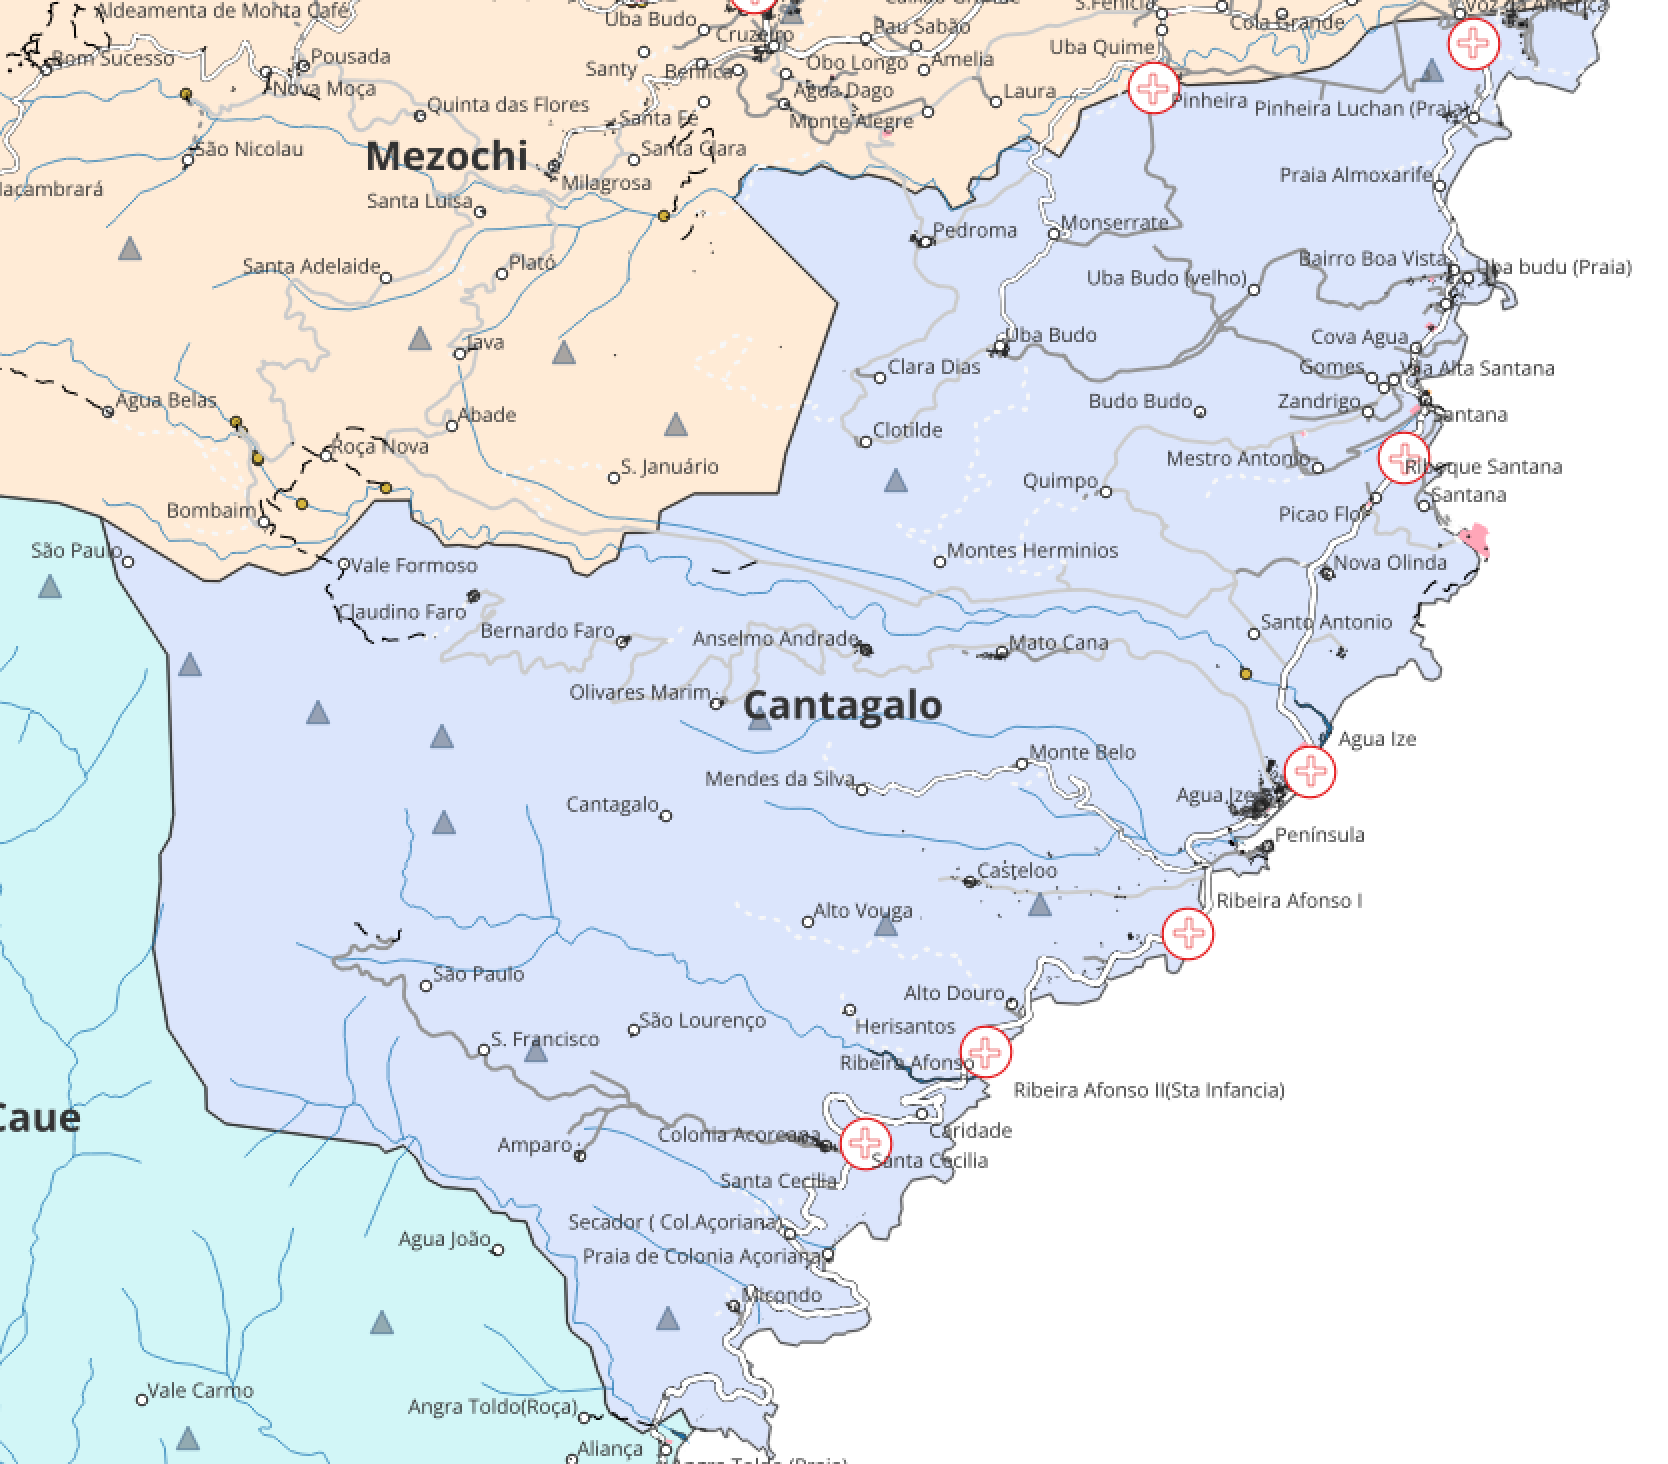 Aldeamenta de Monta Café
Uba Budo
Cruzeiro
Pau Sabão
S.Fenicia
Cola Grande
Voz da America
Bom Sucesso
Pousada
Santy
Benfica
Obo Longo
Amelia
Uba Quime
Nova Moça
Quinta das Flores
Agua Dago
Laura
Pinheira
Pinheira Luchan (Praia)
Santa Fé
Monte Alegre
São Nicolau
Mezochi
Santa Clara
Praia Almoxarife
Milagrosa
Santa Luisa
Pedroma
Monserrate
Santa Adelaide
Plató
Uba Budo (velho)
Bairro Boa Vista
Uba budu (Praia)
Java
Uba Budo
Cova Agua
Clara Dias
Gomes
Vila Alta Santana
Agua Belas
Abade
Budo Budo
Zandrigo
Santana
Roça Nova
Clotilde
S. Januário
Mestro Antonio
Riboque Santana
Quimpo
Santana
Bombaim
Picao Flor
São Paulo
Vale Formoso
Montes Herminios
Nova Olinda
Claudino Faro
Bernardo Faro
Anselmo Andrade
Mato Cana
Santo Antonio
Olivares Marim
Cantagalo
Agua Ize
Monte Belo
Mendes da Silva
Cantagalo
Agua Ize
Península
Casteloo
Ribeira Afonso I
Alto Vouga
São Paulo
Alto Douro
São Lourenço
Herisantos
S. Francisco
Ribeira Afonso
Ribeira Afonso II(Sta Infancia)
Caue
Colonia Acoreana
Caridade
Amparo
Santa Cecilia
Santa Cecilia
Secador ( Col.Açoriana)
Agua João
Praia de Colonia Açoriana
Micondo
Vale Carmo
Angra Toldo(Roça)
Aliança
Angra Toldo (Praia)